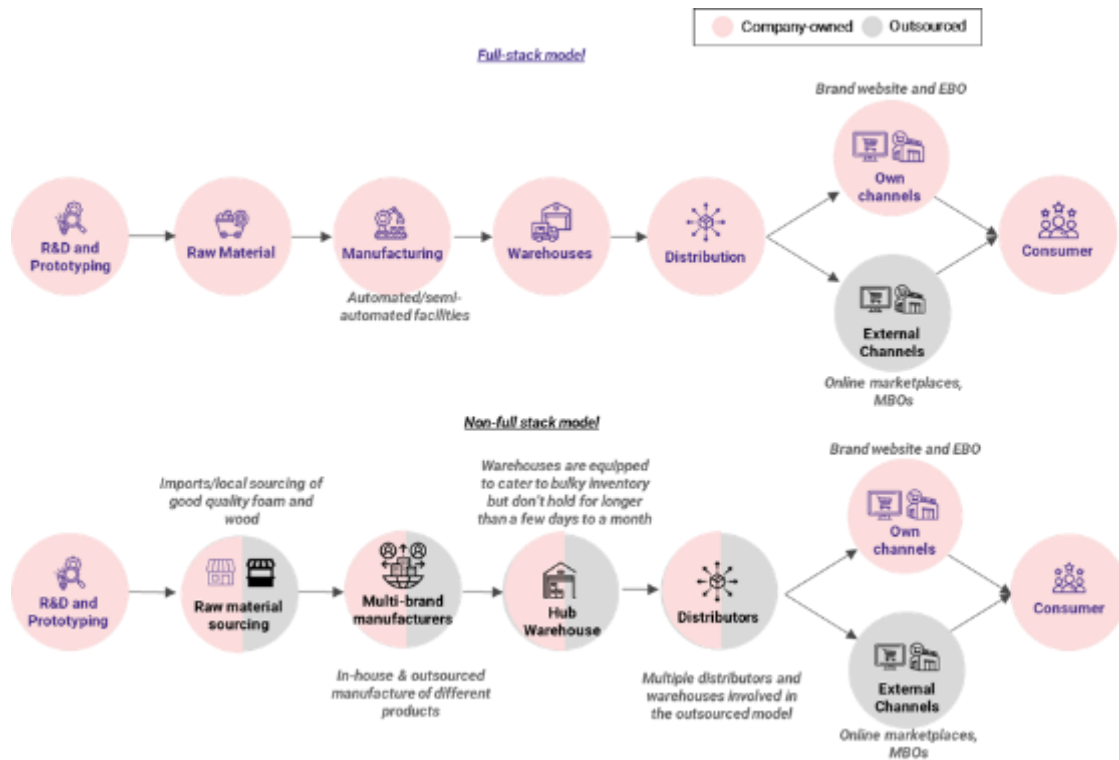 Company-owned
Outsourced
Full-stack model
Brand website and EBO
Own
channels
R&D and
Prototyping
Raw Material
Manufacturing
Warehouses
Distribution
Consumer
Automated/semi-
automated facilities
External
Channels
Online marketplaces,
MBOs
Non-full stack model
Brand website and EBO
Imports/local sourcing of
good quality foam and
wood
Warehouses are equipped
to cater to bulky inventory
but don't hold for longer
than a few days to a month
Own
channels
R&D and
Prototyping
Raw material
sourcing
Multi-brand
manufacturers
Hub
Warehouse
Distributors
Consumer
In-house & outsourced
manufacture of different
products
Multiple distributors and
warehouses involved in
the outsourced model
External
Channels
Online marketplaces,
MBOs